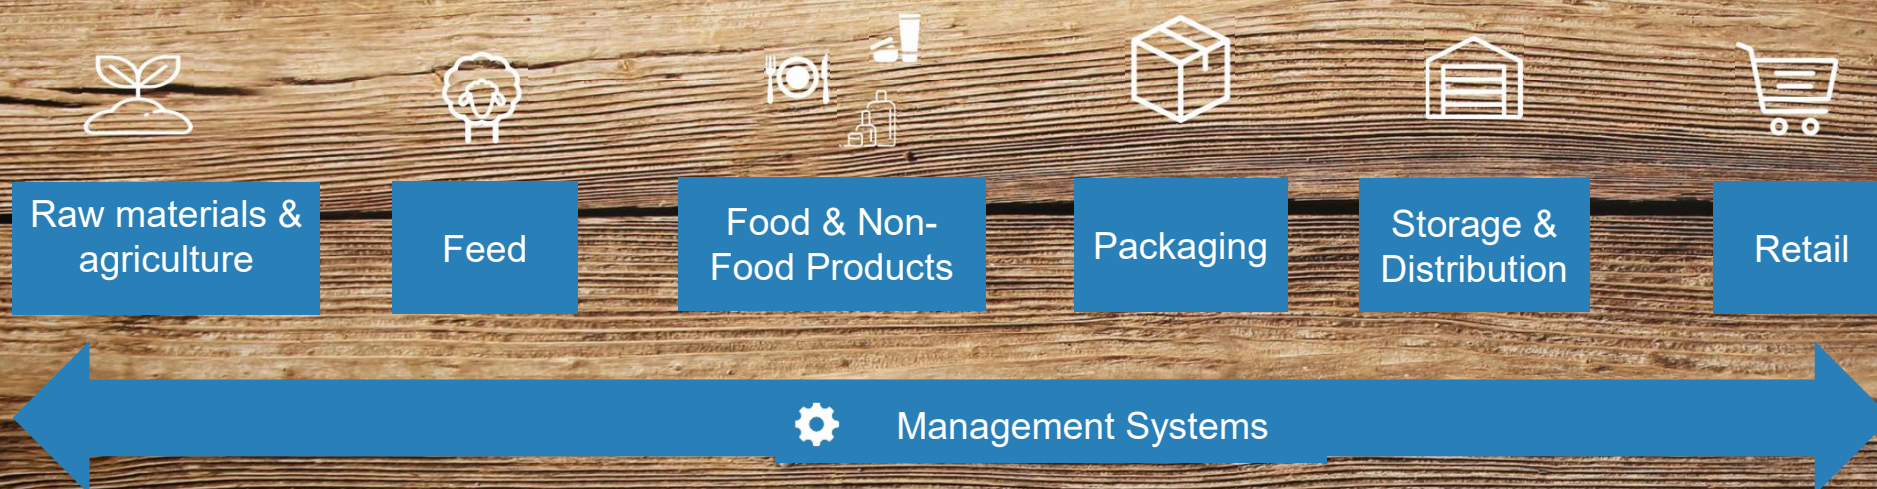 Raw materials &
agriculture
Feed
Food & Non-
Food Products
Packaging
Storage &
Distribution
Retail
Management Systems